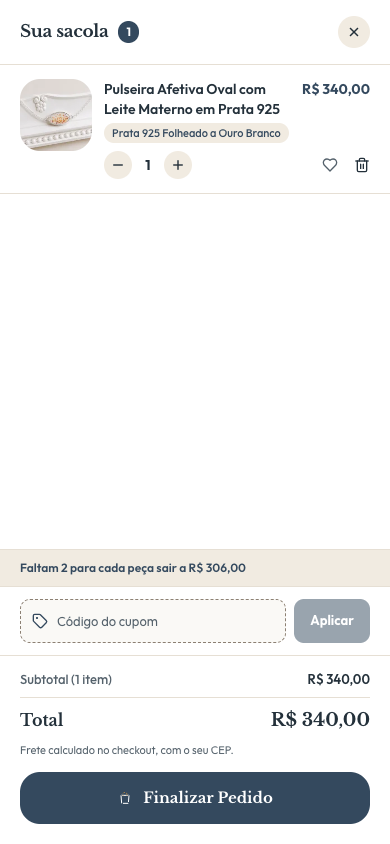 Sua sacola 1
Pulseira Afetiva Oval com R$ 340,00
Leite Materno em Prata 925
Prata 925 Folheado a Ouro Branco
1
Faltam 2 para cada peça sair a R$ 306,00
Código do cupom Aplicar
Subtotal (1 item) R$ 340,00
Total R$ 340,00
Frete calculado no checkout, com o seu CEP.
Finalizar Pedido